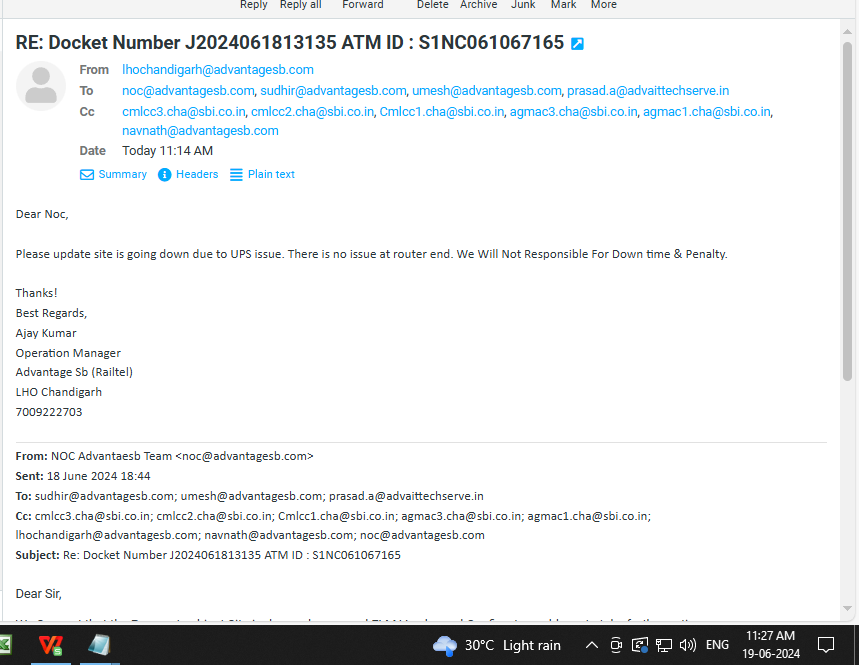 Reply Reply all Forward Delete Archive Junk Mark More
RE: Docket Number J2024061813135 ATM ID : S1NC061067165
From lhochandigarh@advantagesb.com
To noc@advantagesb.com, sudhir@advantagesb.com, umesh@advantagesb.com, prasad.a@advaittechserve.in
Cc cmlcc3.cha@sbi.co.in, cmlcc2.cha@sbi.co.in, Cmlcc1.cha@sbi.co.in, agmac3.cha@sbi.co.in, agmac1.cha@sbi.co.in,
navnath@advantagesb.com
Date Today 11:14 AM
Summary Headers Plain text
Dear Noc,
Please update site is going down due to UPS issue. There is no issue at router end. We Will Not Responsible For Down time & Penalty.
Thanks!
Best Regards,
Ajay Kumar
Operation Manager
Advantage Sb (Railtel)
LHO Chandigarh
7009222703
From: NOC Advantaesb Team <noc@advantagesb.com>
Sent: 18 June 2024 18:44
To: sudhir@advantagesb.com; umesh@advantagesb.com; prasad.a@advaittechserve.in
Cc: cmlcc3.cha@sbi.co.in; cmlcc2.cha@sbi.co.in; Cmlcc1.cha@sbi.co.in; agmac3.cha@sbi.co.in; agmac1.cha@sbi.co.in;
lhochandigarh@advantagesb.com; navnath@advantagesb.com; noc@advantagesb.com
Subject: Re: Docket Number J2024061813135 ATM ID : S1NC061067165
Dear Sir,
30°C Light rain ENG 11:27 AM
19-06-2024